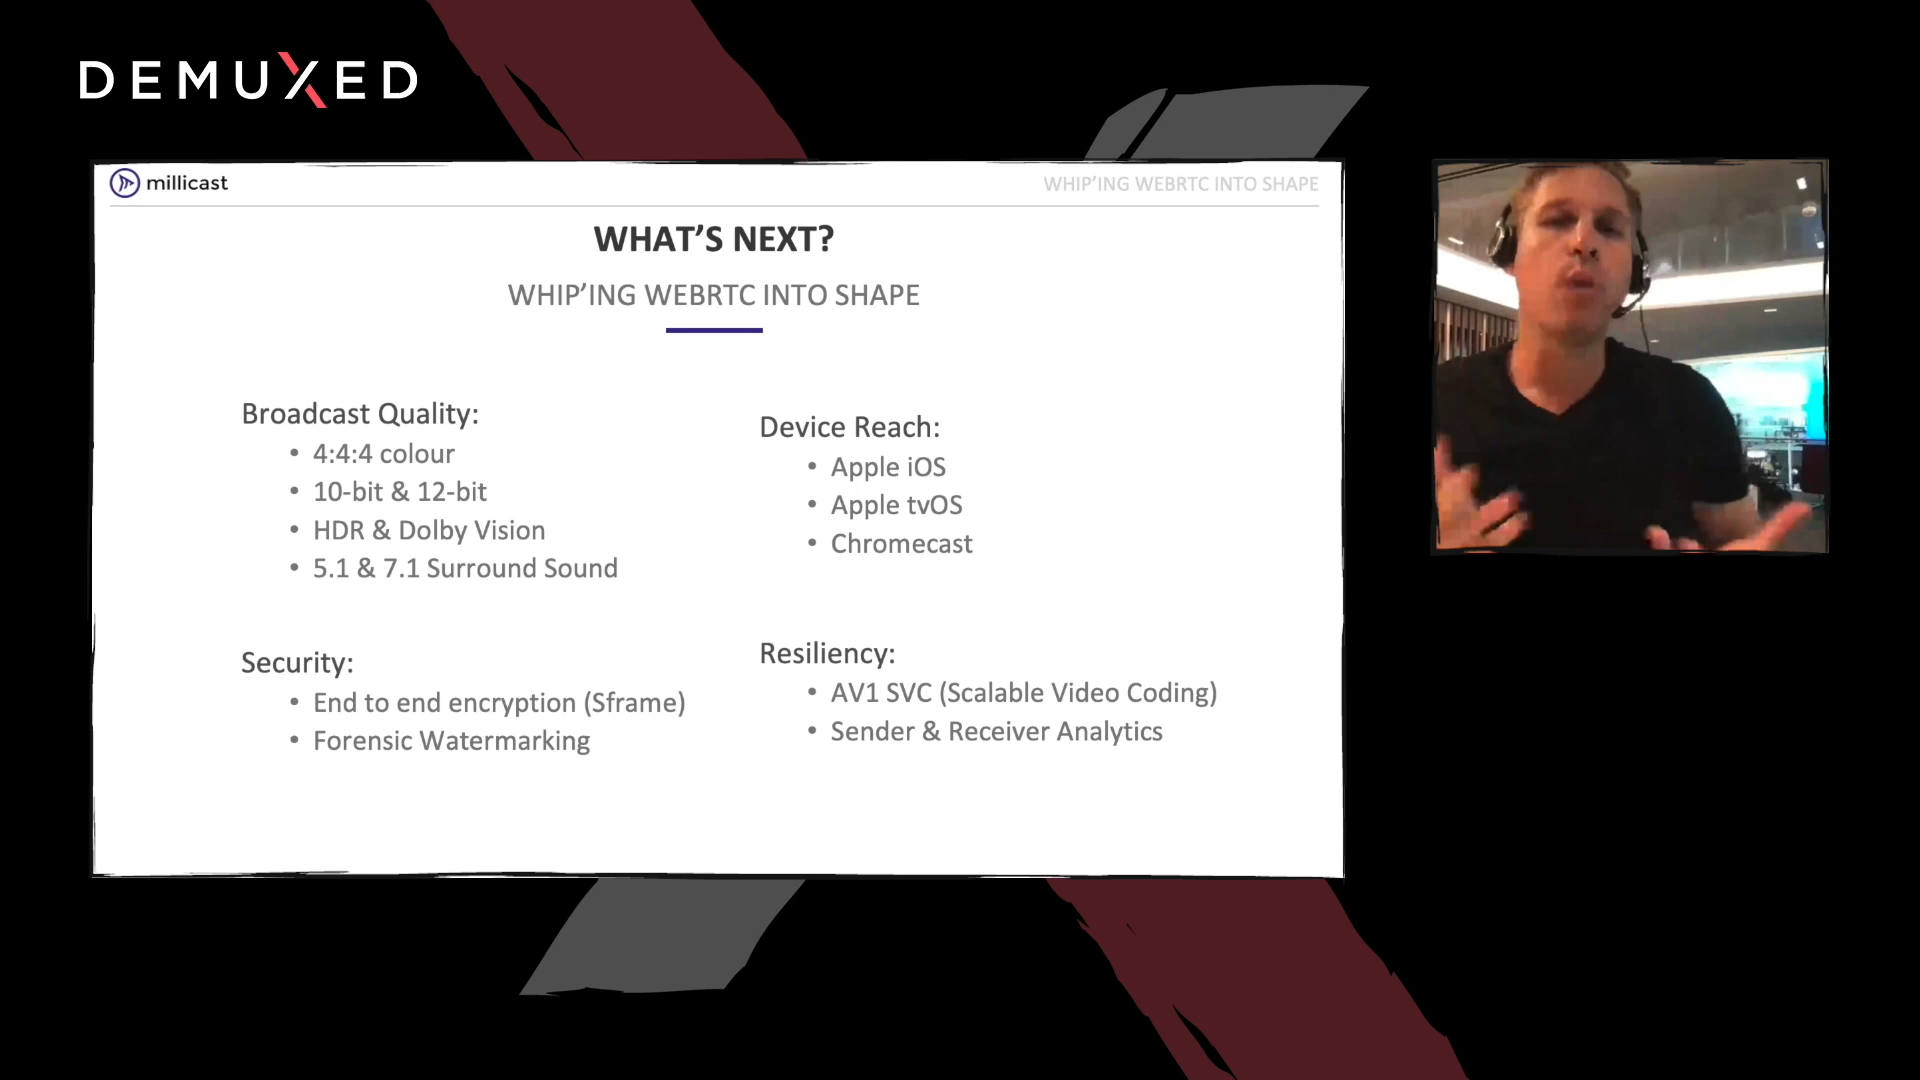 DEMUXED
millicast
WHIP’ING WEBRTC INTO SHAPE
WHAT’S NEXT?
WHIP’ING WEBRTC INTO SHAPE
Broadcast Quality:
• 4:4:4 colour
• 10-bit & 12-bit
• HDR & Dolby Vision
• 5.1 & 7.1 Surround Sound
Device Reach:
• Apple iOS
• Apple tvOS
• Chromecast
Security:
• End to end encryption (Sframe)
• Forensic Watermarking
Resiliency:
• AV1 SVC (Scalable Video Coding)
• Sender & Receiver Analytics